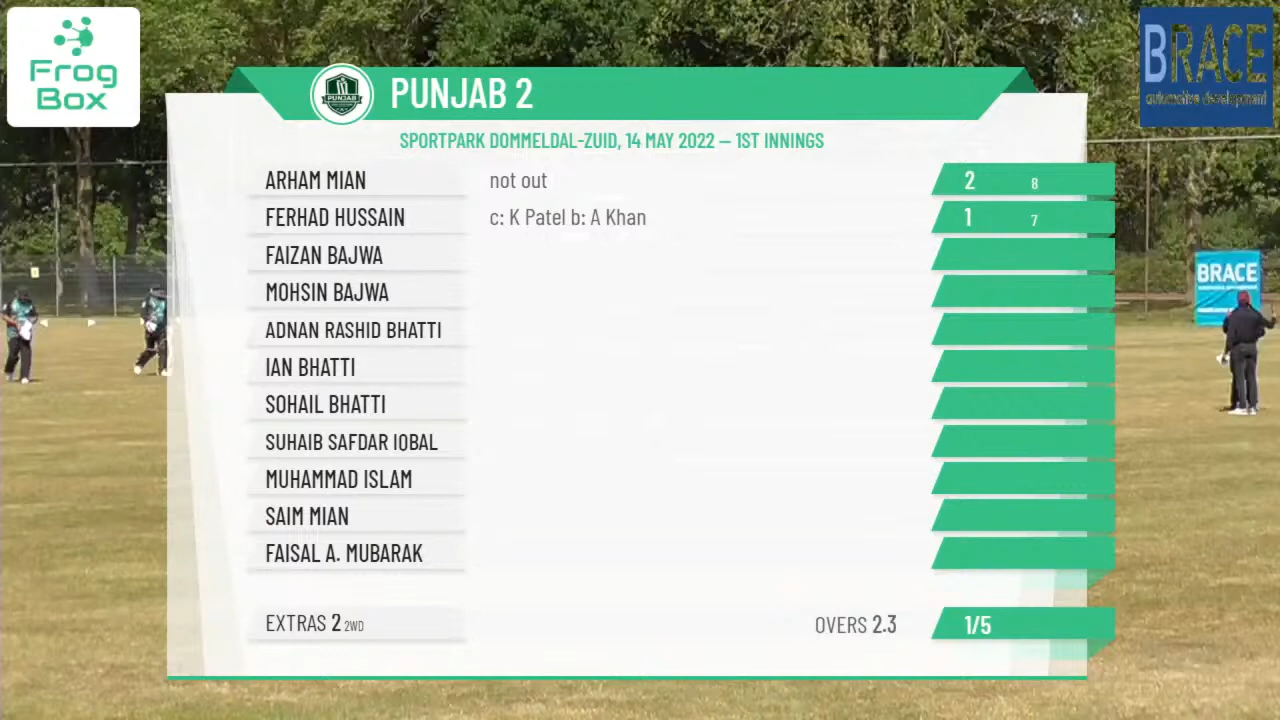 Frog
Box
BRACE
automotive development
PUNJAB
PUNJAB 2
SPORTPARK DOMMELDAL-ZUID, 14 MAY 2022 – 1ST INNINGS
ARHAM MIAN not out 2 8
FERHAD HUSSAIN c: K Patel b: A Khan 1 7
FAIZAN BAJWA
MOHSIN BAJWA
ADNAN RASHID BHATTI
IAN BHATTI
SOHAIL BHATTI
SUHAIB SAFDAR IQBAL
MUHAMMAD ISLAM
SAIM MIAN
FAISAL A. MUBARAK
EXTRAS 2 2WD OVERS 2.3 1/5
BRACE